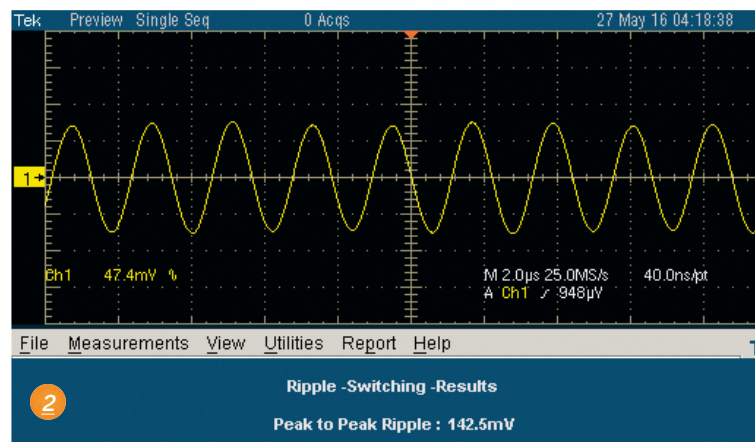 Tek Preview Single Seq 0 Acqs 27 May 16 04:18:38
1
Ch1 47.4mV M 2.0µs 25.0MS/s 40.0ns/pt
A Ch1 948µV
File Measurements View Utilities Report Help
Ripple -Switching -Results
2
Peak to Peak Ripple : 142.5mV